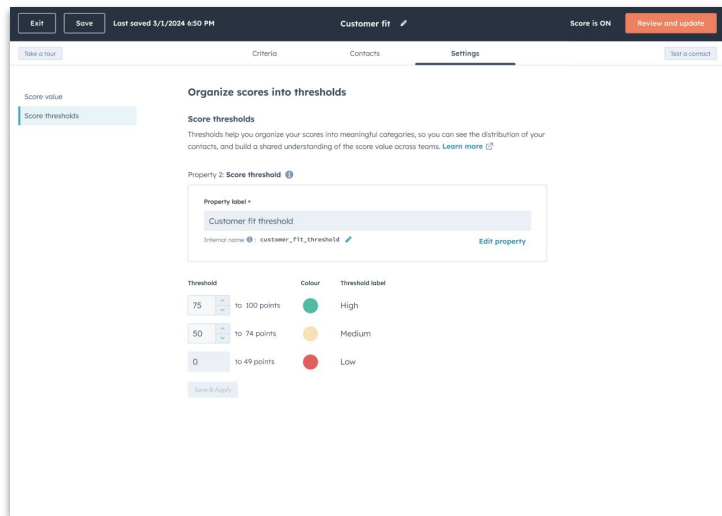 Exit Save Last saved 3/1/2024 6:50 PM Customer fit Score is ON Review and update
Take a tour Criteria Contacts Settings Test a contact
Score value
Score thresholds
Organize scores into thresholds
Score thresholds
Thresholds help you organize your scores into meaningful categories, so you can see the distribution of your
contacts, and build a shared understanding of the score value across teams. Learn more
Property 2: Score threshold
Property label *
Customer fit threshold
Internal name : customer_fit_threshold Edit property
Threshold Colour Threshold label
75 to 100 points High
50 to 74 points Medium
0 to 49 points Low
Save & Apply